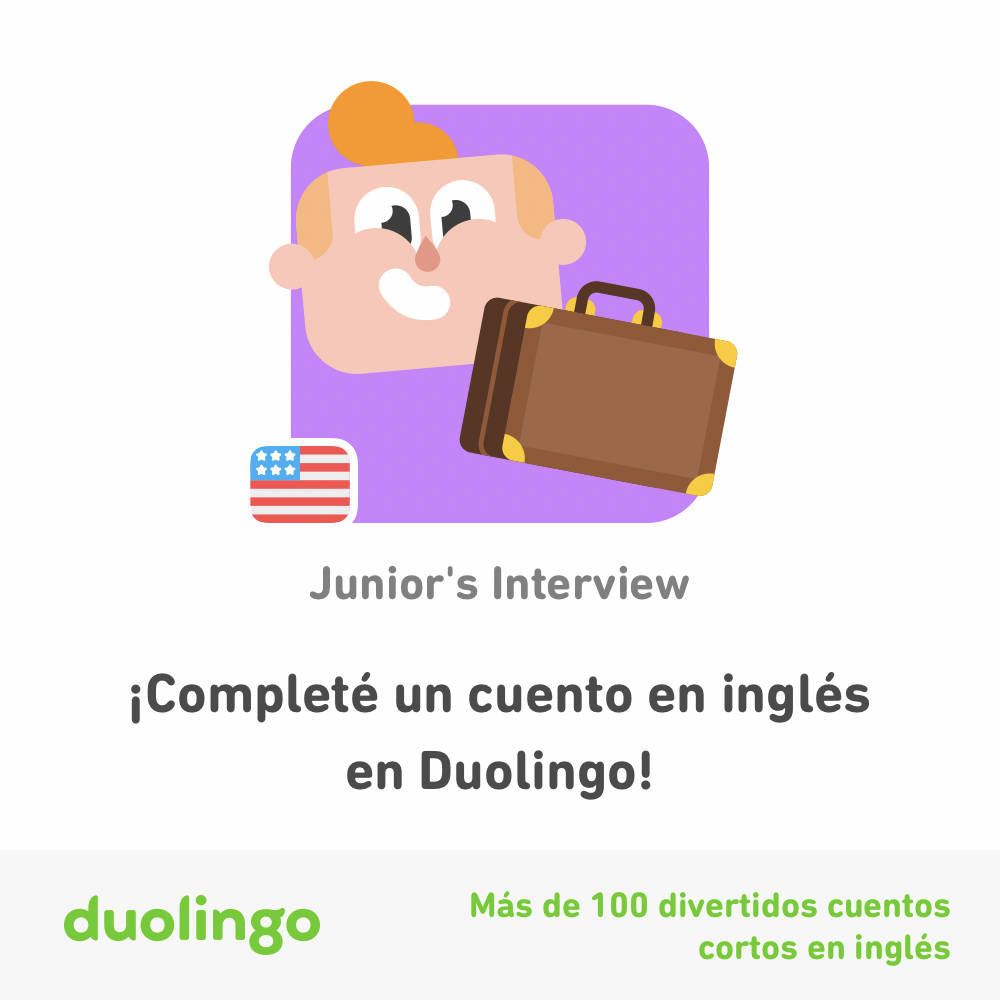 Junior's Interview
¡Completé un cuento en inglés
en Duolingo!
duolingo
Más de 100 divertidos cuentos
cortos en inglés